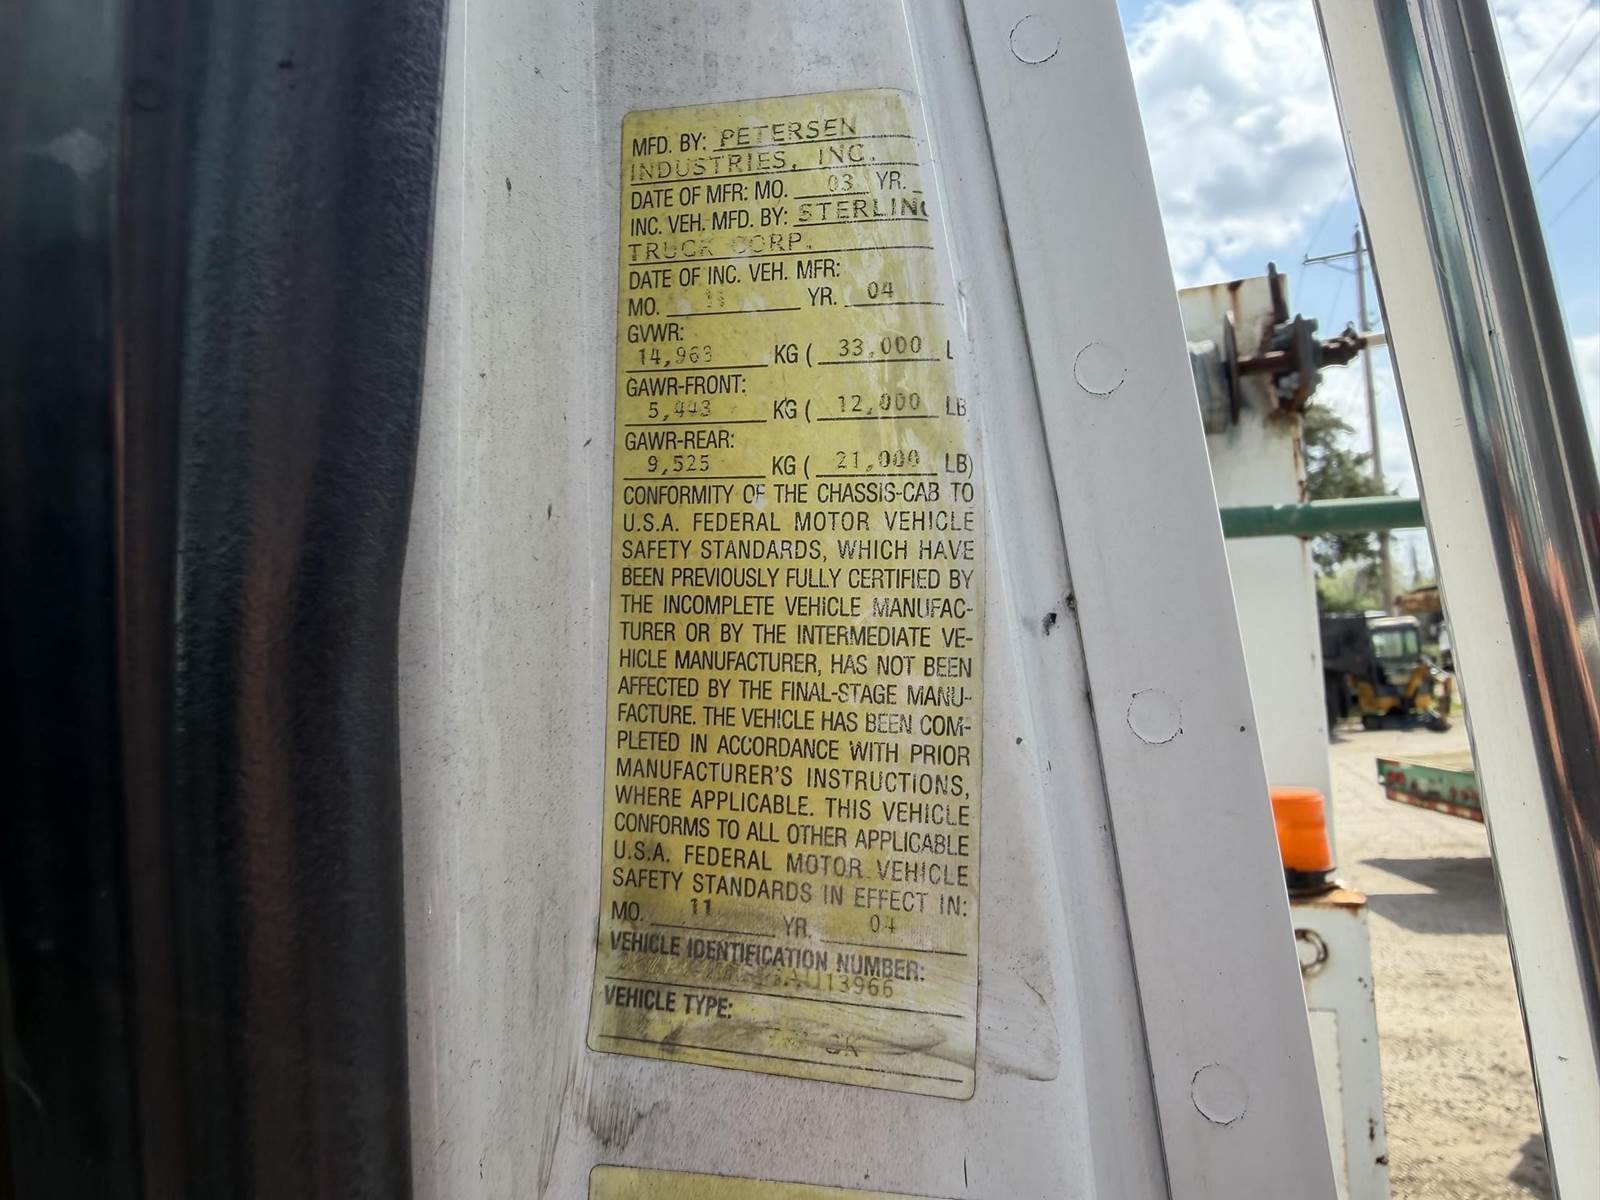 MFD. BY: PETERSEN
INDUSTRIES, INC.
DATE OF MFR: MO. 03 YR.
INC. VEH. MFD. BY: STERLING
TRUCK CORP.
DATE OF INC. VEH. MFR:
MO. 11 YR. 04
GVWR:
14,963 KG ( 33,000 L
GAWR-FRONT:
5,443 KG ( 12,000 LB
GAWR-REAR:
9,525 KG ( 21,000 LB)
CONFORMITY OF THE CHASSIS-CAB TO
U.S.A. FEDERAL MOTOR VEHICLE
SAFETY STANDARDS, WHICH HAVE
BEEN PREVIOUSLY FULLY CERTIFIED BY
THE INCOMPLETE VEHICLE MANUFAC-
TURER OR BY THE INTERMEDIATE VE-
HICLE MANUFACTURER, HAS NOT BEEN
AFFECTED BY THE FINAL-STAGE MANU-
FACTURE. THE VEHICLE HAS BEEN COM-
PLETED IN ACCORDANCE WITH PRIOR
MANUFACTURER'S INSTRUCTIONS,
WHERE APPLICABLE. THIS VEHICLE
CONFORMS TO ALL OTHER APPLICABLE
U.S.A. FEDERAL MOTOR VEHICLE
SAFETY STANDARDS IN EFFECT IN:
MO. 11 YR. 04
VEHICLE IDENTIFICATION NUMBER:
VEHICLE TYPE: